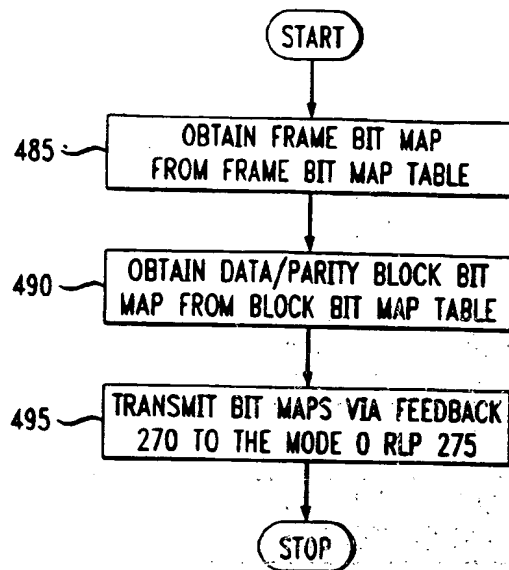 START
485
OBTAIN FRAME BIT MAP
FROM FRAME BIT MAP TABLE
490
OBTAIN DATA/PARITY BLOCK BIT
MAP FROM BLOCK BIT MAP TABLE
495
TRANSMIT BIT MAPS VIA FEEDBACK
270 TO THE MODE 0 RLP 275
STOP